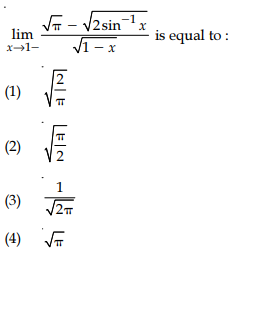 lim x→1− (√π − √(2sin⁻¹x)) / √(1 − x) is equal to :
(1) √(2/π)
(2) √(π/2)
(3) 1/√(2π)
(4) √π